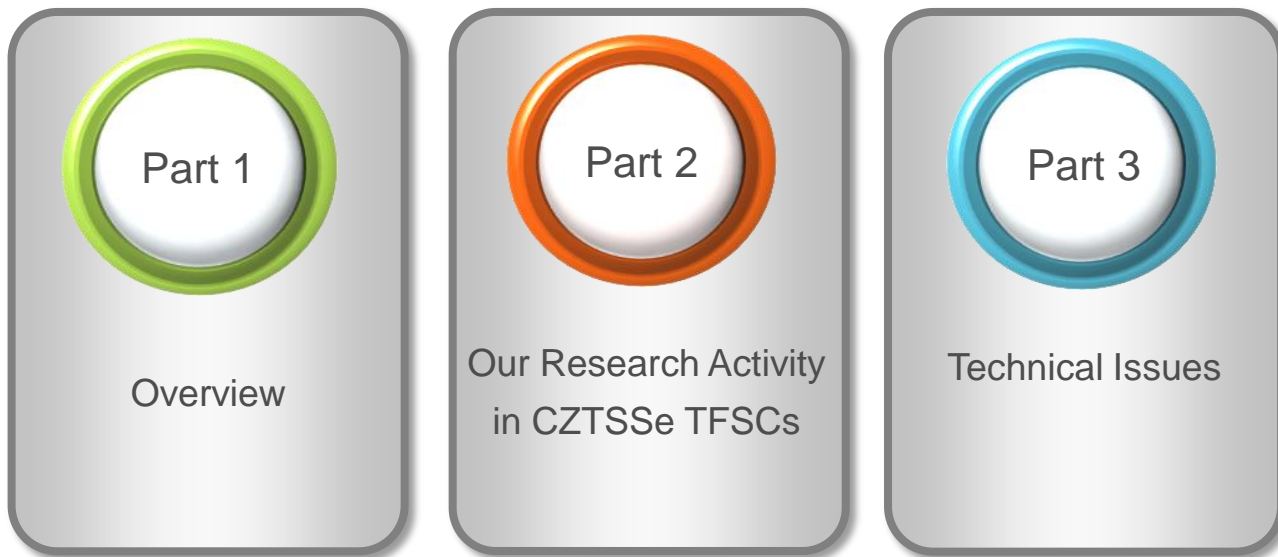 Part 1
Overview
Part 2
Our Research Activity
in CZTSSe TFSCs
Part 3
Technical Issues